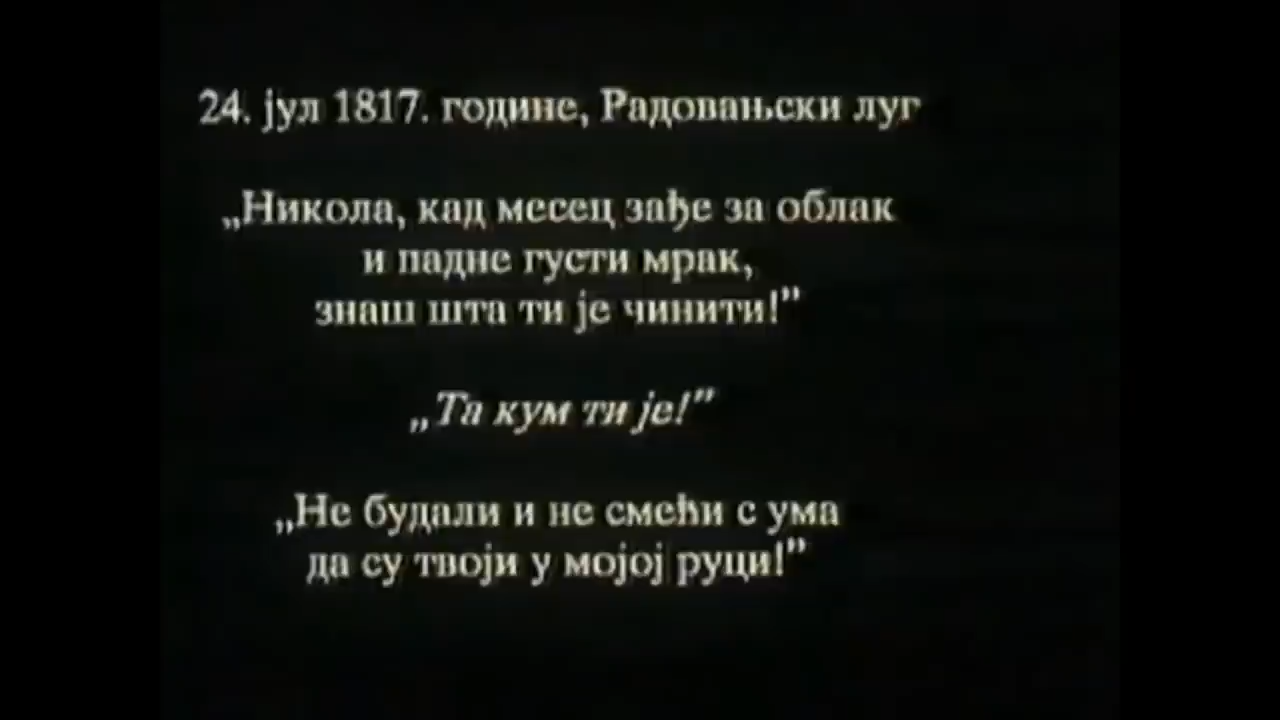 24. јул 1817. године, Радовањски луг
„Никола, кад месец зађе за облак
и падне густи мрак,
знаш шта ти је чинити!”
„Та кум ти је!”
„Не будали и не смећи с ума
да су твоји у мојој руци!”